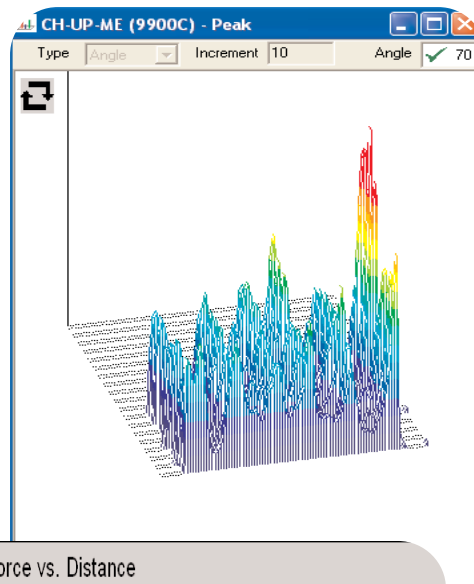 CH-UP-ME (9900C) - Peak
Type Angle Increment 10 Angle 70
orce vs. Distance